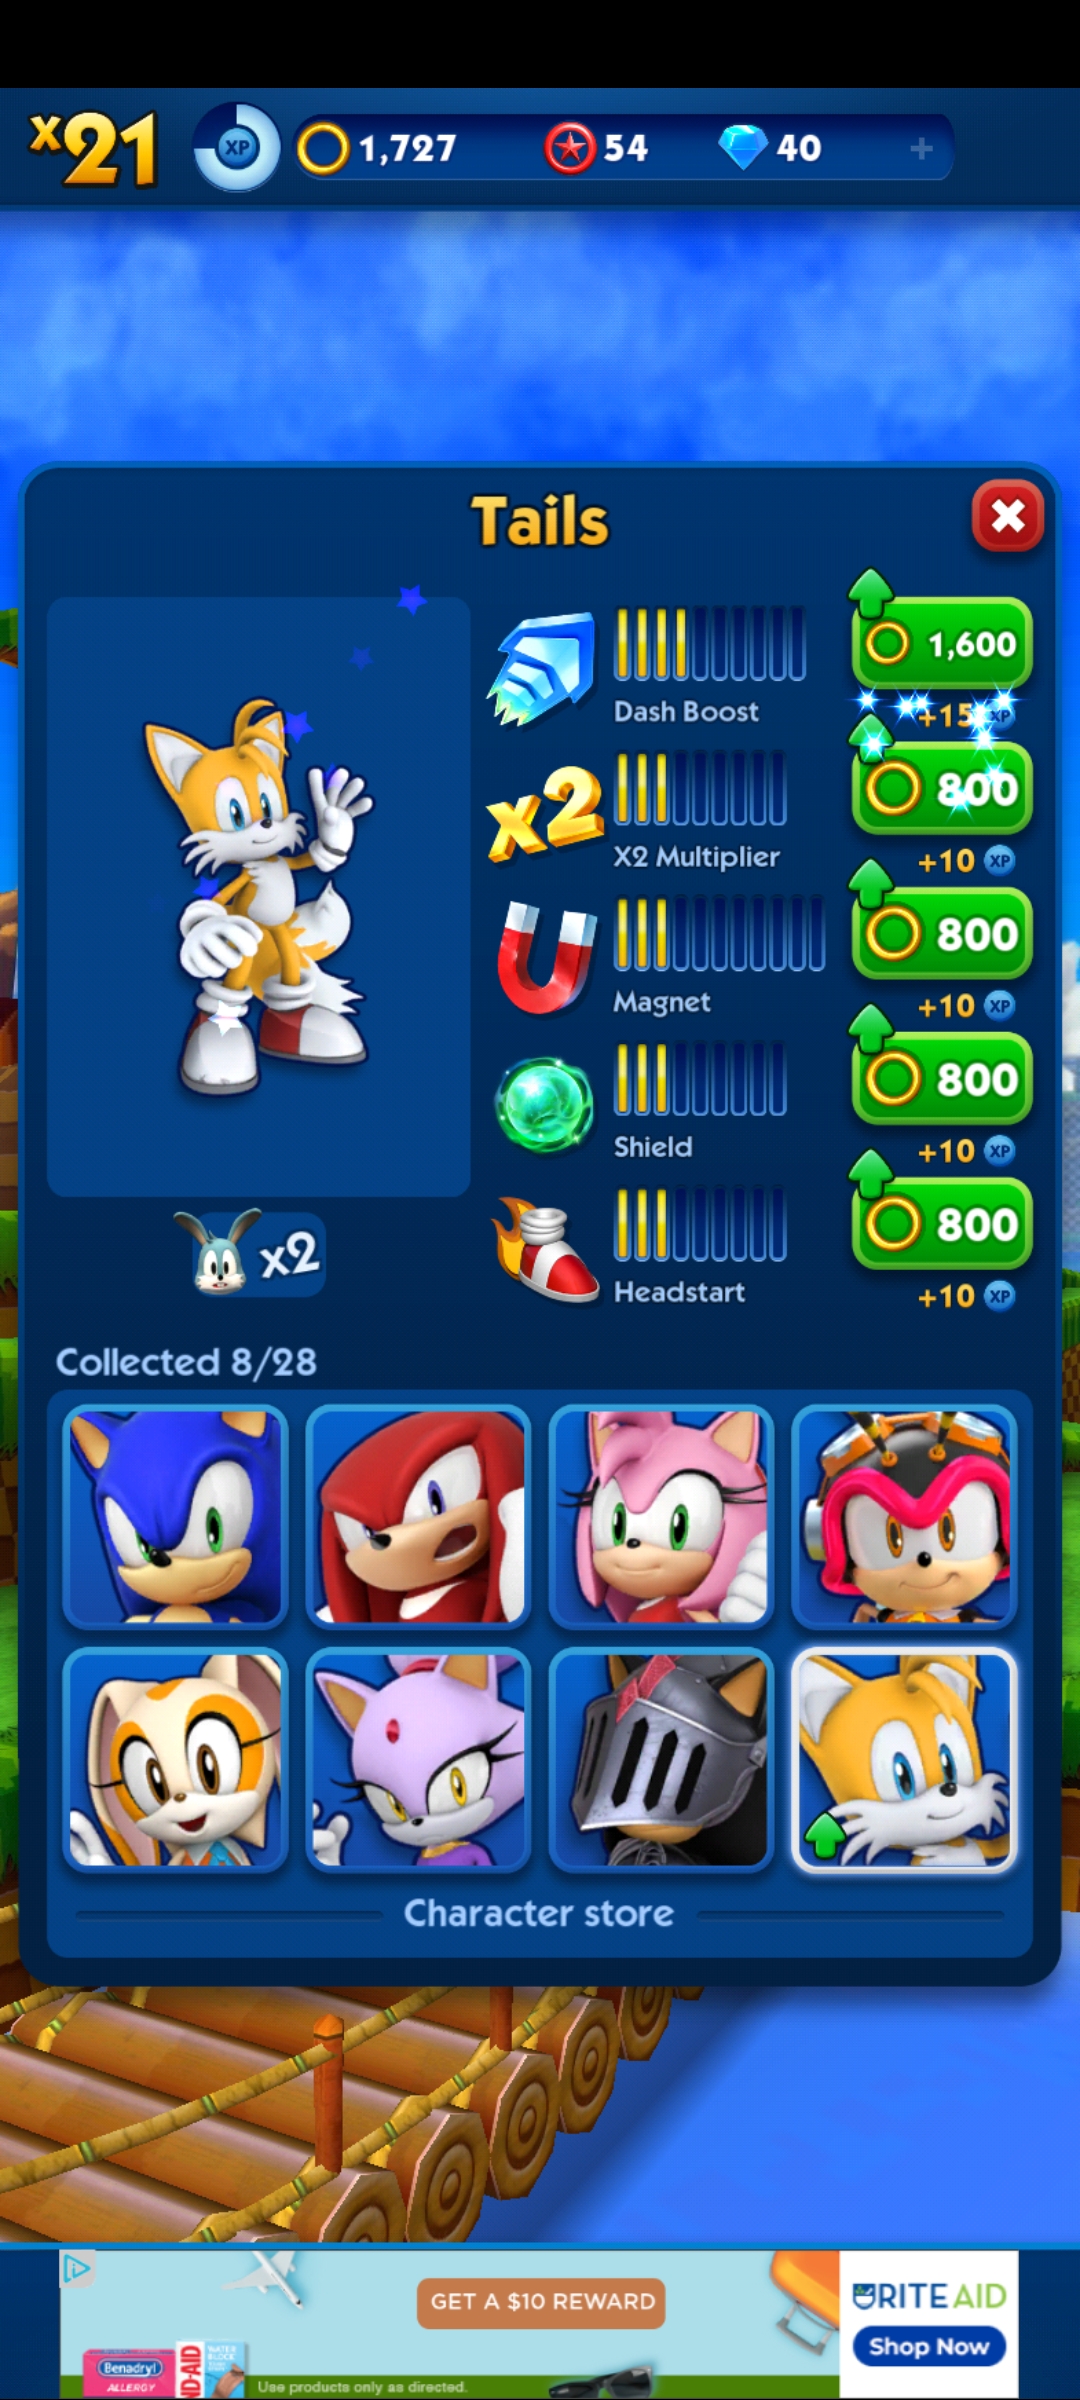 x21
XP
1,727
54
40
+
Tails
1,600
Dash Boost
+15 XP
x2
800
X2 Multiplier
+10 XP
800
Magnet
+10 XP
800
Shield
+10 XP
800
x2
Headstart
+10 XP
Collected 8/28
Character store
GET A $10 REWARD
RITE AID
Shop Now
Benadryl
ALLERGY
WATER
BLOCK
Use products only as directed.